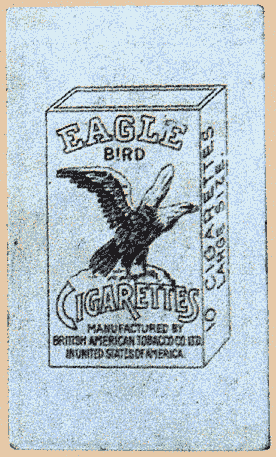 EAGLE
BIRD
CIGARETTES
MANUFACTURED BY
BRITISH AMERICAN TOBACCO CO LTD.
IN UNITED STATES OF AMERICA.
10 CIGARETTES
LARGE SIZE